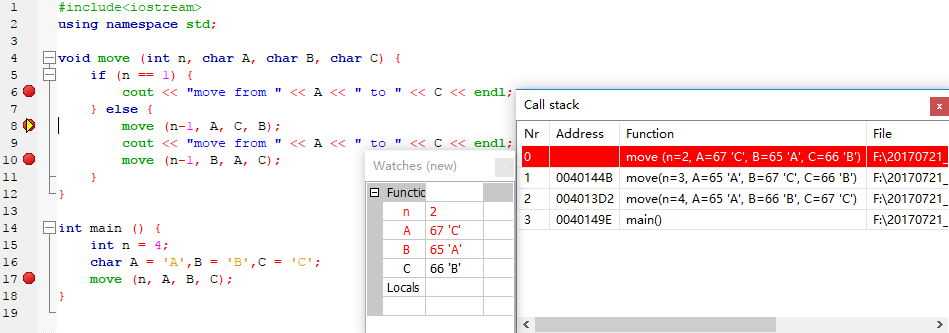 1 #include<iostream>
2 using namespace std;
3
4 void move (int n, char A, char B, char C) {
5 if (n == 1) {
6 cout << "move from " << A << " to " << C << endl;
7 } else {
8 move (n-1, A, C, B);
9 cout << "move from " << A << " to " << C << endl;
10 move (n-1, B, A, C);
11 }
12 }
13
14 int main () {
15 int n = 4;
16 char A = 'A',B = 'B',C = 'C';
17 move (n, A, B, C);
18 }
19
Watches (new)
Functic
n 2
A 67 'C'
B 65 'A'
C 66 'B'
Locals
Call stack x
Nr Address Function File
0 move (n=2, A=67 'C', B=65 'A', C=66 'B') F:\20170721_
1 0040144B move(n=3, A=65 'A', B=67 'C', C=66 'B') F:\20170721_
2 004013D2 move(n=4, A=65 'A', B=66 'B', C=67 'C') F:\20170721_
3 0040149E main() F:\20170721_